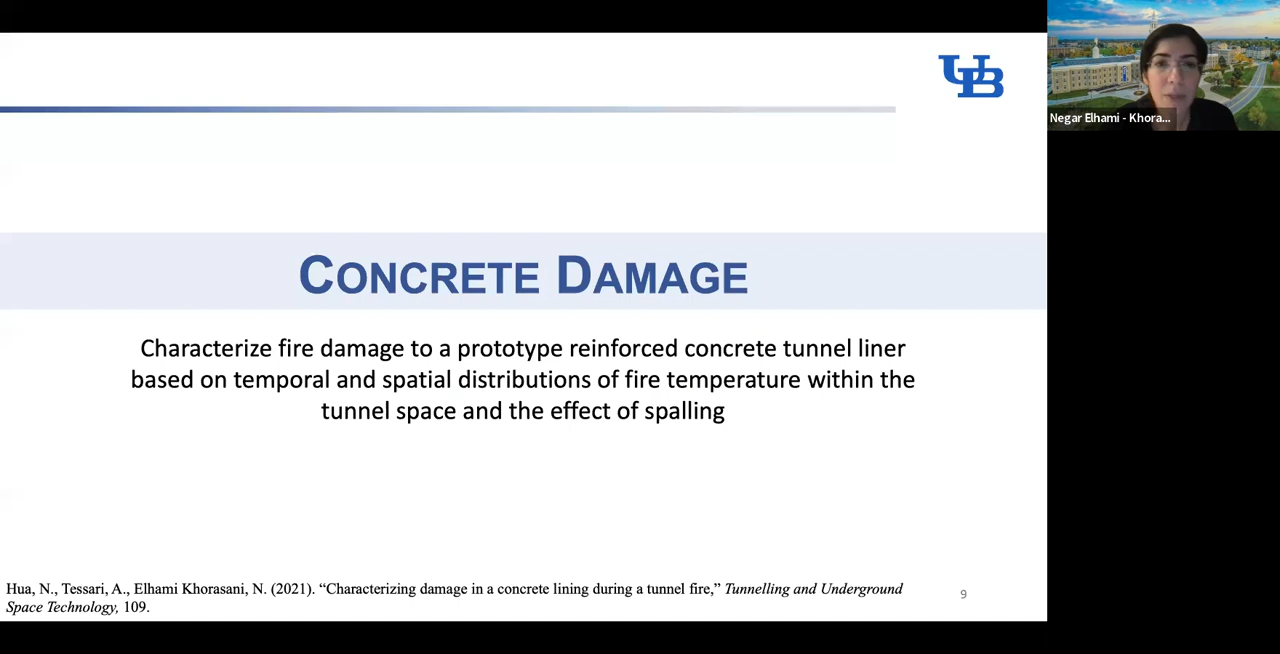 UB
Negar Elhami - Khora...
CONCRETE DAMAGE
Characterize fire damage to a prototype reinforced concrete tunnel liner
based on temporal and spatial distributions of fire temperature within the
tunnel space and the effect of spalling
Hua, N., Tessari, A., Elhami Khorasani, N. (2021). “Characterizing damage in a concrete lining during a tunnel fire,” Tunnelling and Underground
Space Technology, 109.
9